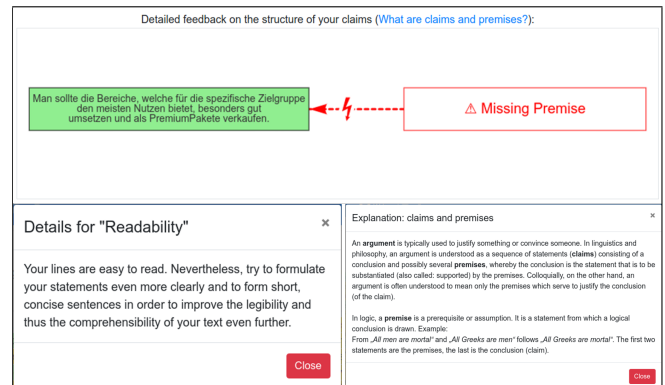 Detailed feedback on the structure of your claims (What are claims and premises?):
Man sollte die Bereiche, welche für die spezifische Zielgruppe
den meisten Nutzen bietet, besonders gut
umsetzen und als PremiumPakete verkaufen.
⚠ Missing Premise
Details for "Readability"
×
Your lines are easy to read. Nevertheless, try to formulate
your statements even more clearly and to form short,
concise sentences in order to improve the legibility and
thus the comprehensibility of your text even further.
Close
Explanation: claims and premises
×
An argument is typically used to justify something or convince someone. In linguistics and
philosophy, an argument is understood as a sequence of statements (claims) consisting of a
conclusion and possibly several premises, whereby the conclusion is the statement that is to be
substantiated (also called: supported) by the premises. Colloquially, on the other hand, an
argument is often understood to mean only the premises which serve to justify the conclusion
(of the claim).
In logic, a premise is a prerequisite or assumption. It is a statement from which a logical
conclusion is drawn. Example:
From „All men are mortal“ and „All Greeks are men“ follows „All Greeks are mortal“. The first two
statements are the premises, the last is the conclusion (claim).
Close